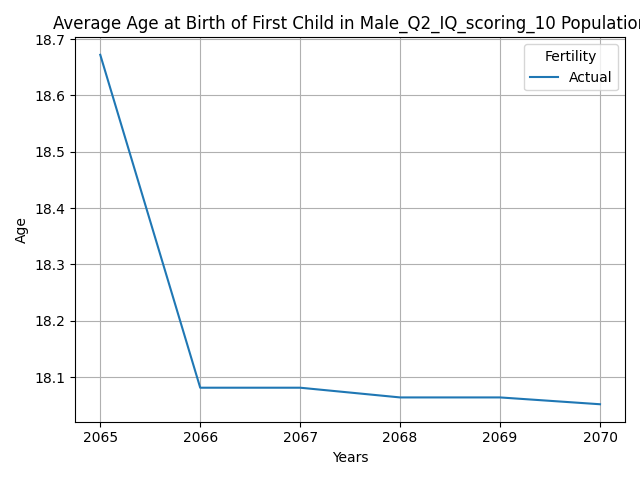 Average Age at Birth of First Child in Male_Q2_IQ_scoring_10 Population
Fertility
Actual
18.7
18.6
18.5
18.4
18.3
18.2
18.1
Age
2065 2066 2067 2068 2069 2070
Years